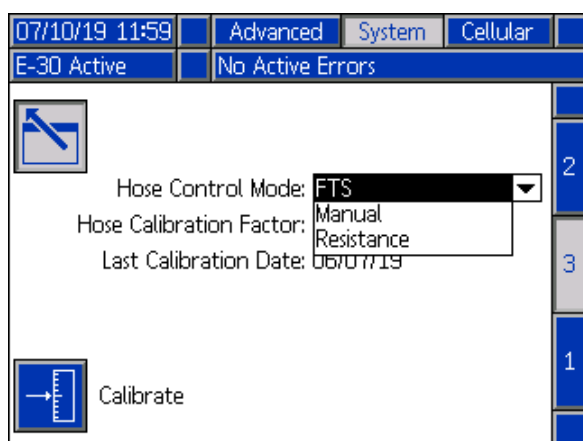 07/10/19 11:59 Advanced System Cellular
E-30 Active No Active Errors
2
Hose Control Mode: FTS
Manual
Hose Calibration Factor:
Resistance
Last Calibration Date: 06/07/19
3
1
Calibrate